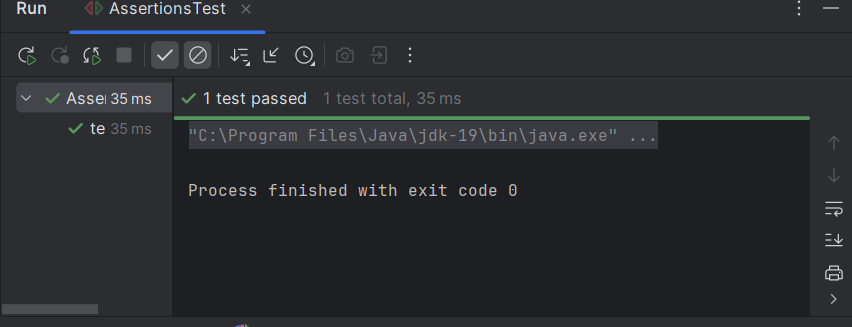 Run AssertionsTest
Asser 35 ms
te 35 ms
1 test passed 1 test total, 35 ms
"C:\Program Files\Java\jdk-19\bin\java.exe" ...
Process finished with exit code 0